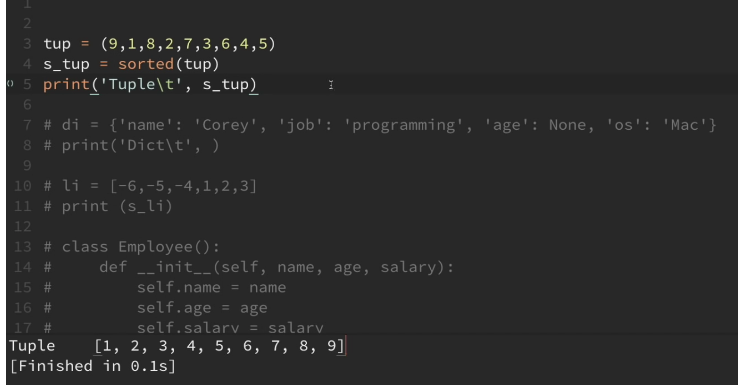 1
2
3 tup = (9,1,8,2,7,3,6,4,5)
4 s_tup = sorted(tup)
5 print('Tuple\t', s_tup)
6
7 # di = {'name': 'Corey', 'job': 'programming', 'age': None, 'os': 'Mac'}
8 # print('Dict\t', )
9
10 # li = [-6,-5,-4,1,2,3]
11 # print (s_li)
12
13 # class Employee():
14 #     def __init__(self, name, age, salary):
15 #         self.name = name
16 #         self.age = age
17 #         self.salary = salary
Tuple    [1, 2, 3, 4, 5, 6, 7, 8, 9]
[Finished in 0.1s]